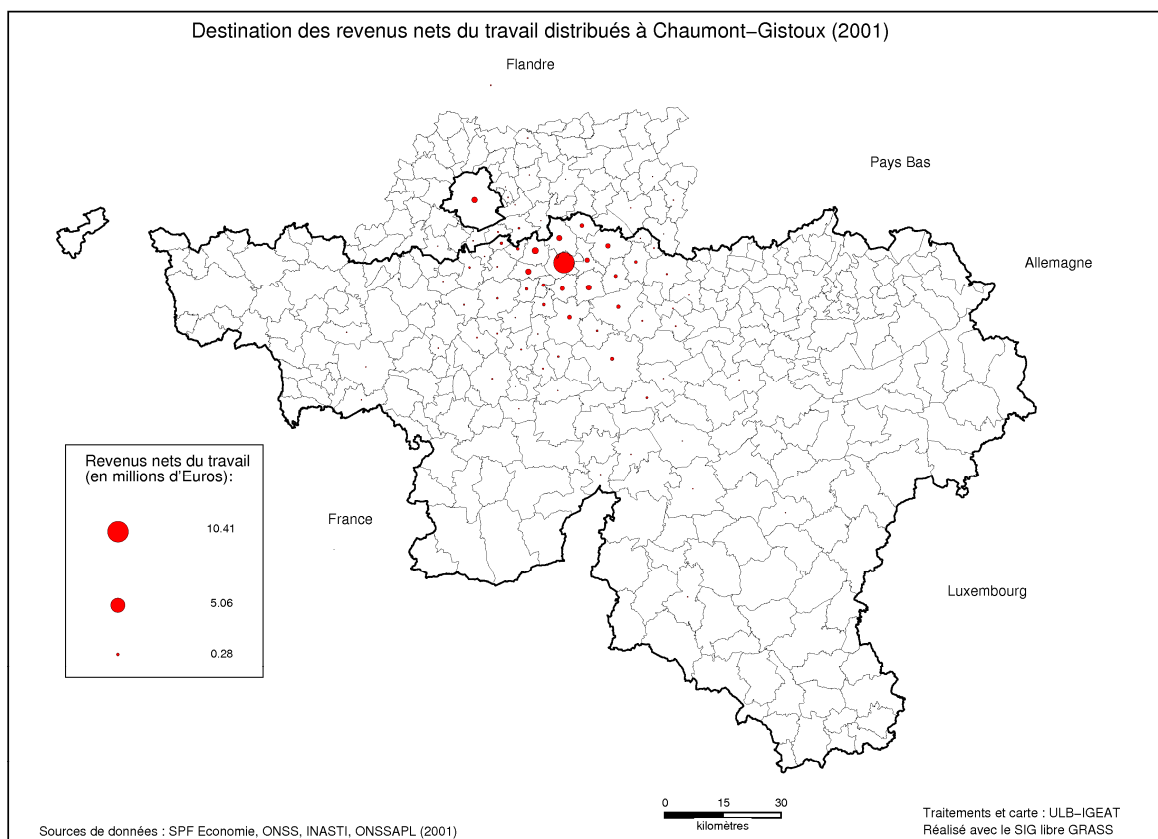 Destination des revenus nets du travail distribués à Chaumont−Gistoux (2001)
Flandre
Pays Bas
Allemagne
Revenus nets du travail
(en millions d'Euros):
10.41
5.06
0.28
France
Luxembourg
0 15 30
kilomètres
Sources de données : SPF Economie, ONSS, INASTI, ONSSAPL (2001)
Traitements et carte : ULB−IGEAT
Réalisé avec le SIG libre GRASS